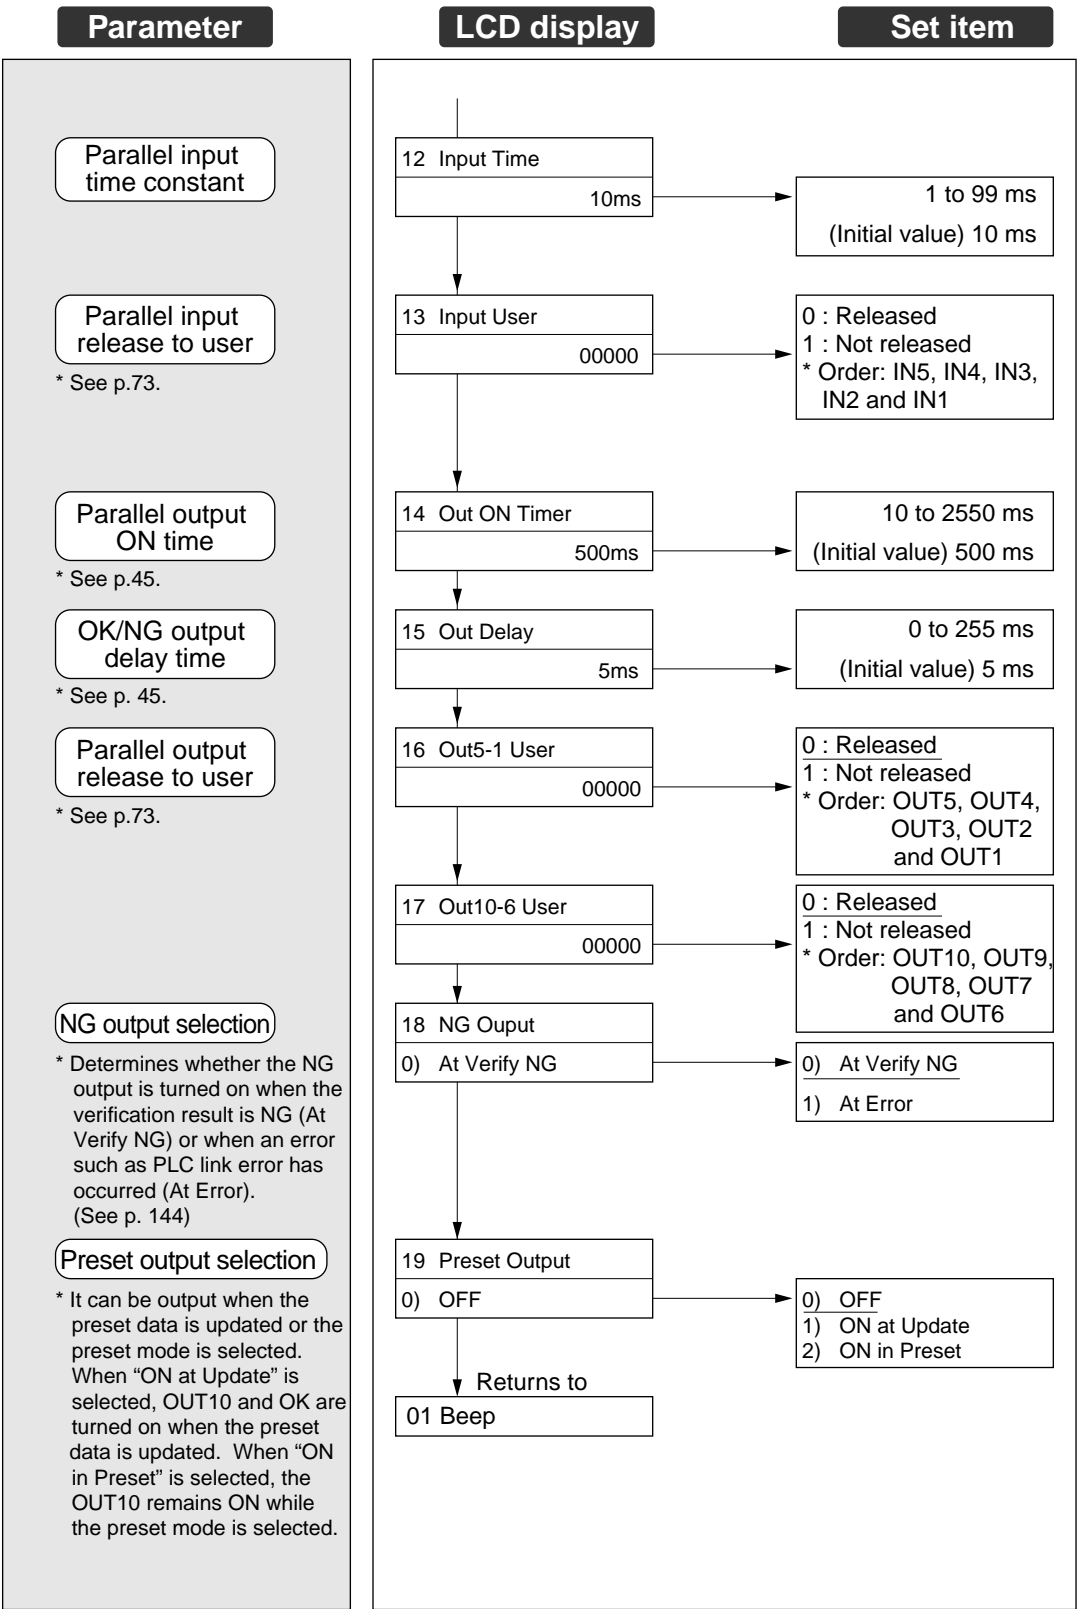 Parameter
LCD display
Set item
Parallel input
time constant
12 Input Time
10ms
1 to 99 ms
(Initial value) 10 ms
Parallel input
release to user
* See p.73.
13 Input User
00000
0 : Released
1 : Not released
* Order: IN5, IN4, IN3,
IN2 and IN1
Parallel output
ON time
* See p.45.
14 Out ON Timer
500ms
10 to 2550 ms
(Initial value) 500 ms
OK/NG output
delay time
* See p. 45.
15 Out Delay
5ms
0 to 255 ms
(Initial value) 5 ms
Parallel output
release to user
* See p.73.
16 Out5-1 User
00000
0 : Released
1 : Not released
* Order: OUT5, OUT4,
OUT3, OUT2
and OUT1
17 Out10-6 User
00000
0 : Released
1 : Not released
* Order: OUT10, OUT9,
OUT8, OUT7
and OUT6
NG output selection
* Determines whether the NG
output is turned on when the
verification result is NG (At
Verify NG) or when an error
such as PLC link error has
occurred (At Error).
(See p. 144)
18 NG Ouput
0) At Verify NG
0) At Verify NG
1) At Error
Preset output selection
* It can be output when the
preset data is updated or the
preset mode is selected.
When “ON at Update” is
selected, OUT10 and OK are
turned on when the preset
data is updated. When “ON
in Preset” is selected, the
OUT10 remains ON while
the preset mode is selected.
19 Preset Output
0) OFF
0) OFF
1) ON at Update
2) ON in Preset
Returns to
01 Beep